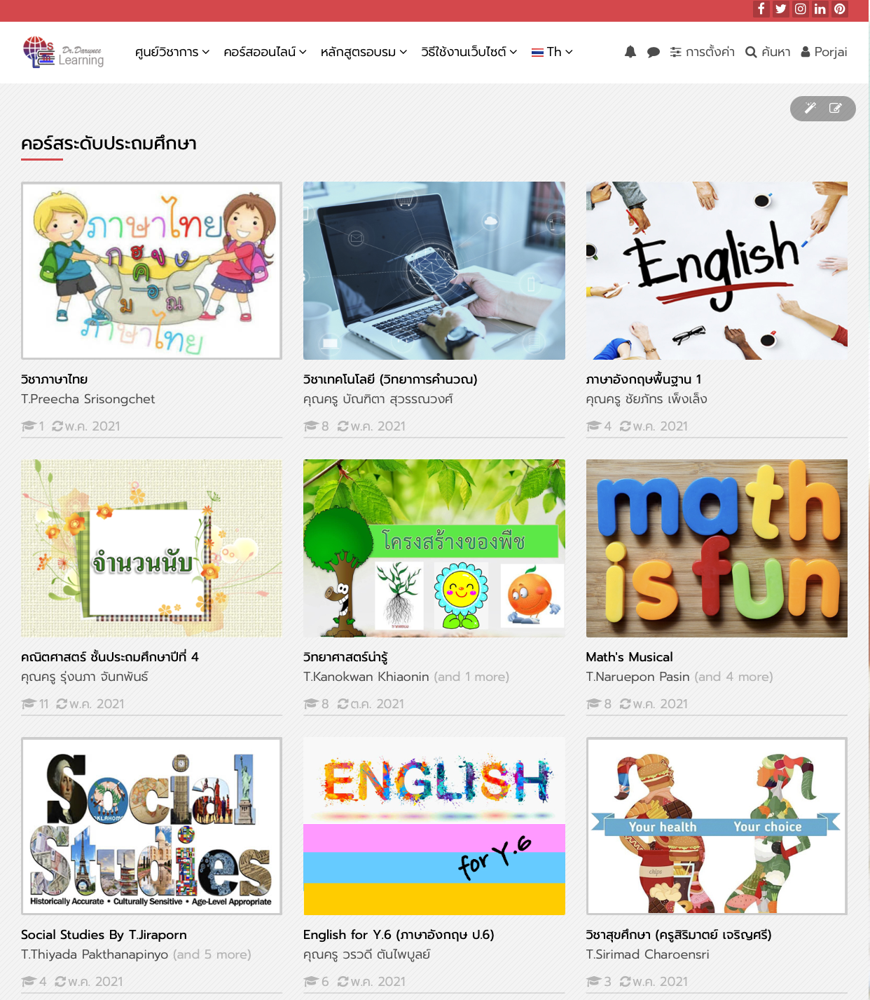 Dr.Darunee
Learning
ศูนย์วิชาการ คอร์สออนไลน์ หลักสูตรอบรม วิธีใช้งานเว็บไซต์ Th การตั้งค่า ค้นหา Porjai
คอร์สระดับประถมศึกษา
ภาษาไทย
ก ฮ ข ง
ค
ม อ ณ
ภาษาไทย
English
วิชาภาษาไทย
T.Preecha Srisongchet
1 พ.ค. 2021
วิชาเทคโนโลยี (วิทยาการคำนวณ)
คุณครู บัณฑิตา สุวรรณวงศ์
8 พ.ค. 2021
ภาษาอังกฤษพื้นฐาน 1
คุณครู ชัยภัทร เพ็งเล็ง
4 พ.ค. 2021
จำนวนนับ
โครงสร้างของพืช
math
is fun
คณิตศาสตร์ ชั้นประถมศึกษาปีที่ 4
คุณครู รุ่งนภา จันทพันธ์
11 พ.ค. 2021
วิทยาศาสตร์น่ารู้
T.Kanokwan Khiaonin (and 1 more)
8 ต.ค. 2021
Math's Musical
T.Naruepon Pasin (and 4 more)
8 พ.ค. 2021
Social
OKLAHOMA
Studies
Historically Accurate • Culturally Sensitive • Age-Level Appropriate
ENGLISH
for Y.6
Your health Your choice
chips
Social Studies By T.Jiraporn
T.Thiyada Pakthanapinyo (and 5 more)
4 พ.ค. 2021
English for Y.6 (ภาษาอังกฤษ ป.6)
คุณครู วรวดี ตันไพบูลย์
6 พ.ค. 2021
วิชาสุขศึกษา (ครูสิริมาตย์ เจริญศรี)
T.Sirimad Charoensri
3 พ.ค. 2021